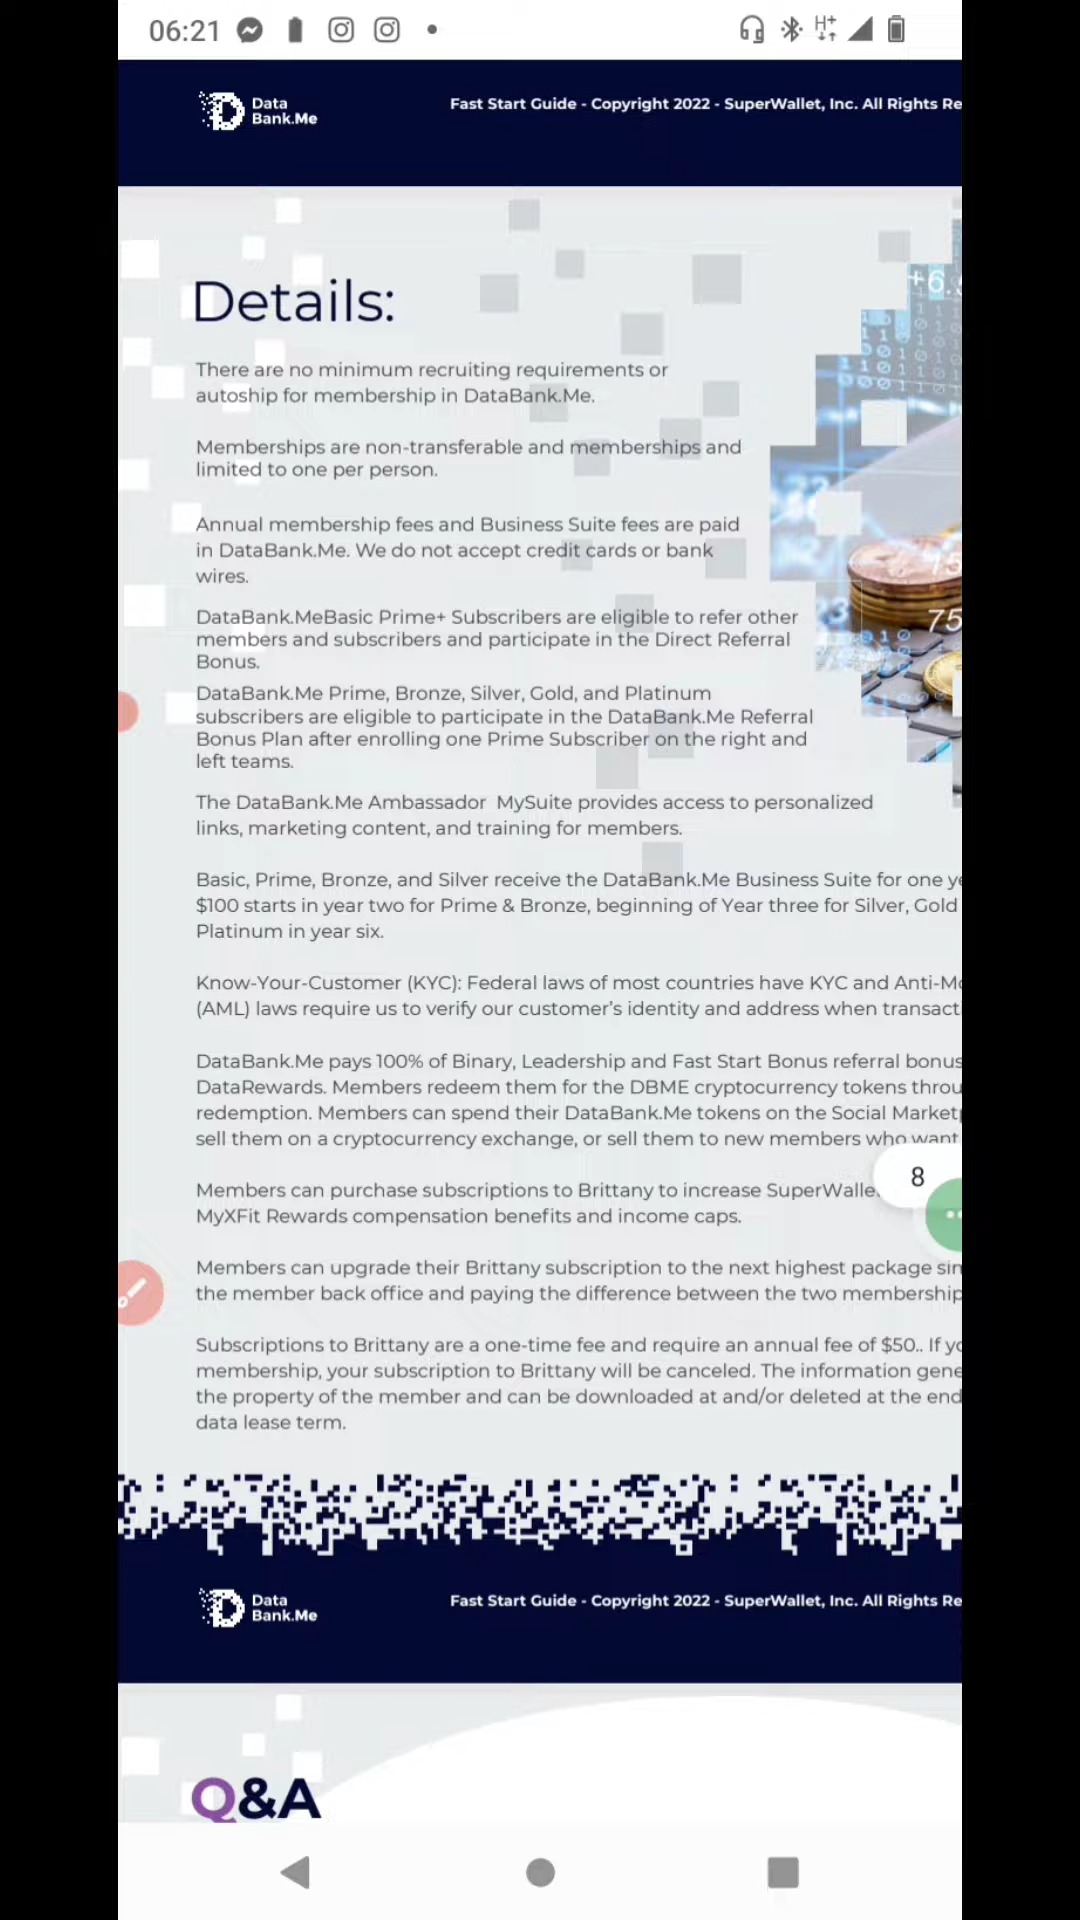 06:21
H+
Data
Bank.Me
Fast Start Guide - Copyright 2022 - SuperWallet, Inc. All Rights Re
Details:
+6.
There are no minimum recruiting requirements or
autoship for membership in DataBank.Me.
Memberships are non-transferable and memberships and
limited to one per person.
Annual membership fees and Business Suite fees are paid
in DataBank.Me. We do not accept credit cards or bank
wires.
75
DataBank.MeBasic Prime+ Subscribers are eligible to refer other
members and subscribers and participate in the Direct Referral
Bonus.
DataBank.Me Prime, Bronze, Silver, Gold, and Platinum
subscribers are eligible to participate in the DataBank.Me Referral
Bonus Plan after enrolling one Prime Subscriber on the right and
left teams.
The DataBank.Me Ambassador  MySuite provides access to personalized
links, marketing content, and training for members.
Basic, Prime, Bronze, and Silver receive the DataBank.Me Business Suite for one ye
$100 starts in year two for Prime & Bronze, beginning of Year three for Silver, Gold
Platinum in year six.
Know-Your-Customer (KYC): Federal laws of most countries have KYC and Anti-Mo
(AML) laws require us to verify our customer's identity and address when transact
DataBank.Me pays 100% of Binary, Leadership and Fast Start Bonus referral bonus
DataRewards. Members redeem them for the DBME cryptocurrency tokens throu
redemption. Members can spend their DataBank.Me tokens on the Social Marketp
sell them on a cryptocurrency exchange, or sell them to new members who want
8
Members can purchase subscriptions to Brittany to increase SuperWalle
MyXFit Rewards compensation benefits and income caps.
Members can upgrade their Brittany subscription to the next highest package sim
the member back office and paying the difference between the two membership
Subscriptions to Brittany are a one-time fee and require an annual fee of $50.. If yo
membership, your subscription to Brittany will be canceled. The information gene
the property of the member and can be downloaded at and/or deleted at the end
data lease term.
Data
Bank.Me
Fast Start Guide - Copyright 2022 - SuperWallet, Inc. All Rights Re
Q&A